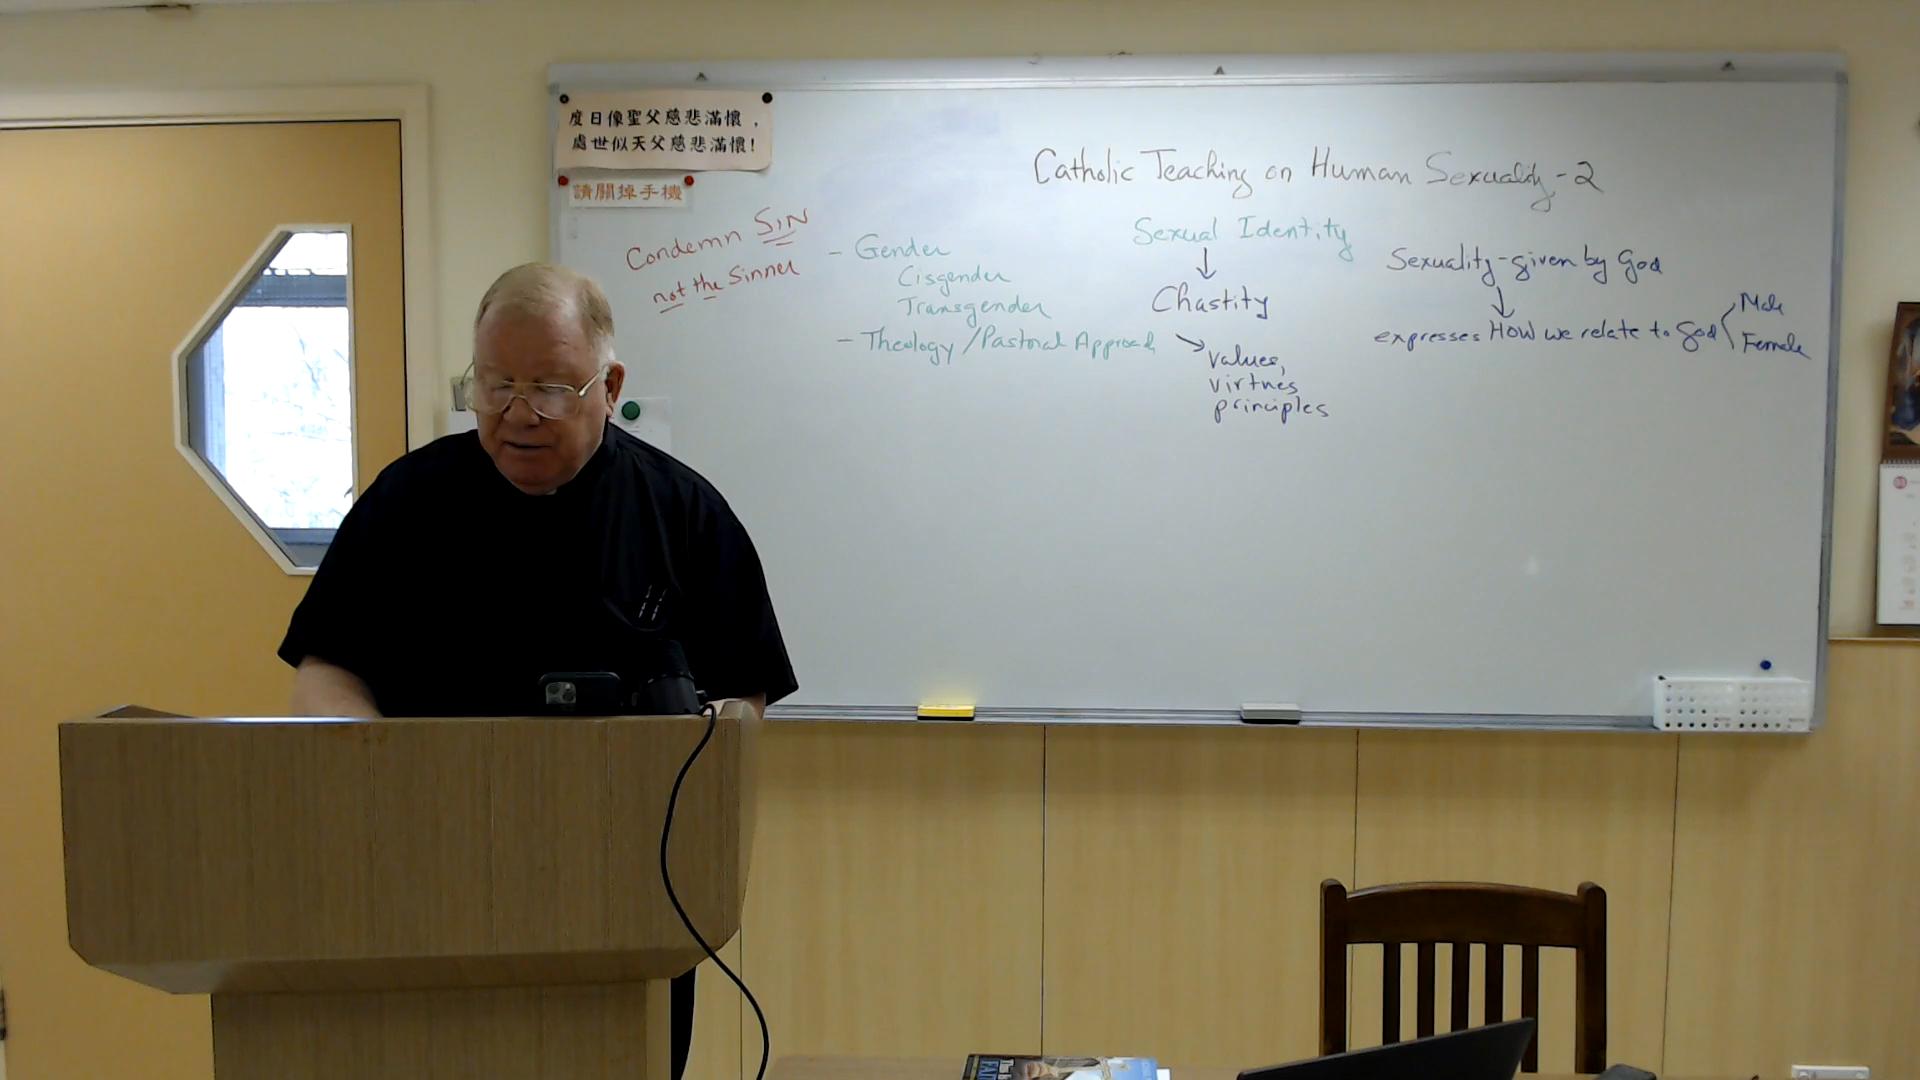 度日像聖父慈悲滿懷，
處世似天父慈悲滿懷！
請關掉手機
Catholic Teaching on Human Sexuality - 2
Condemn SIN
not the Sinner
- Gender
Cisgender
Transgender
- Theology / Pastoral Approach
Sexual Identity
↓
Chastity
↘ values,
virtues,
principles
Sexuality - given by God
↓
expresses How we relate to God
Male
Female